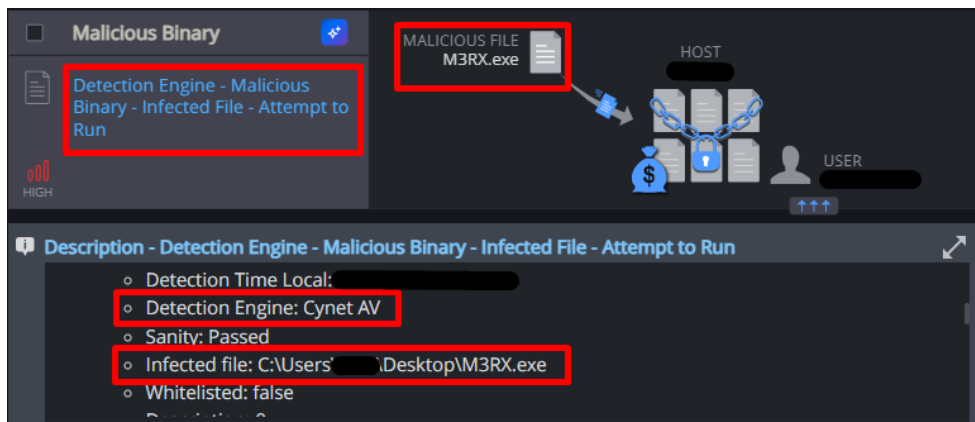 Malicious Binary
Detection Engine - Malicious
Binary - Infected File - Attempt to
Run
HIGH
MALICIOUS FILE
M3RX.exe
HOST
$
USER
Description - Detection Engine - Malicious Binary - Infected File - Attempt to Run
Detection Time Local:
Detection Engine: Cynet AV
Sanity: Passed
Infected file: C:\Users\ \Desktop\M3RX.exe
Whitelisted: false